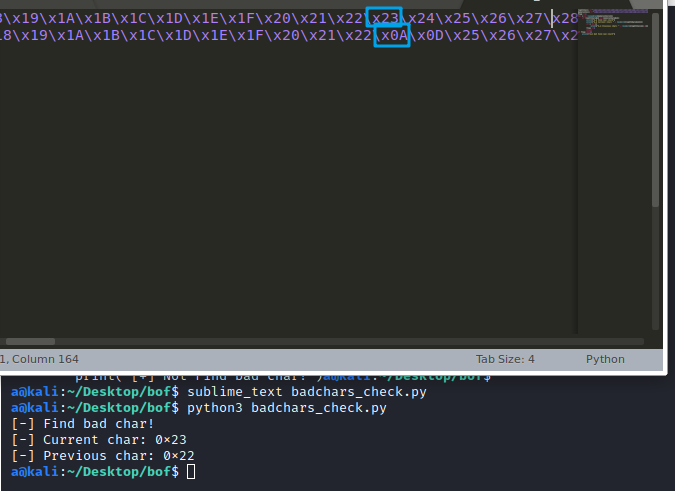 \x19\x1A\x1B\x1C\x1D\x1E\x1F\x20\x21\x22\x23\x24\x25\x26\x27\x28
\x19\x1A\x1B\x1C\x1D\x1E\x1F\x20\x21\x22\x0A\x0D\x25\x26\x27\x2
1, Column 164 Tab Size: 4 Python
print( [+] Not Find bad char! )a@kali:~/Desktop/bof$
a@kali:~/Desktop/bof$ sublime_text badchars_check.py
a@kali:~/Desktop/bof$ python3 badchars_check.py
[-] Find bad char!
[-] Current char: 0×23
[-] Previous char: 0×22
a@kali:~/Desktop/bof$